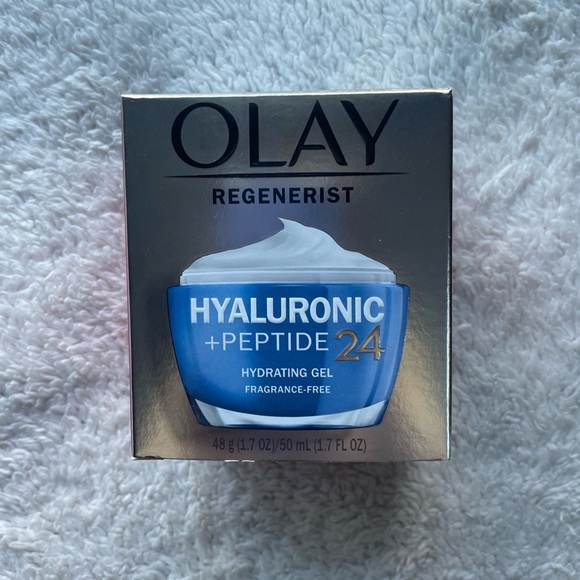 OLAY
REGENERIST
HYALURONIC
+PEPTIDE 24
HYDRATING GEL
FRAGRANCE-FREE
48 g (1.7 OZ)/50 mL (1.7 FL OZ)